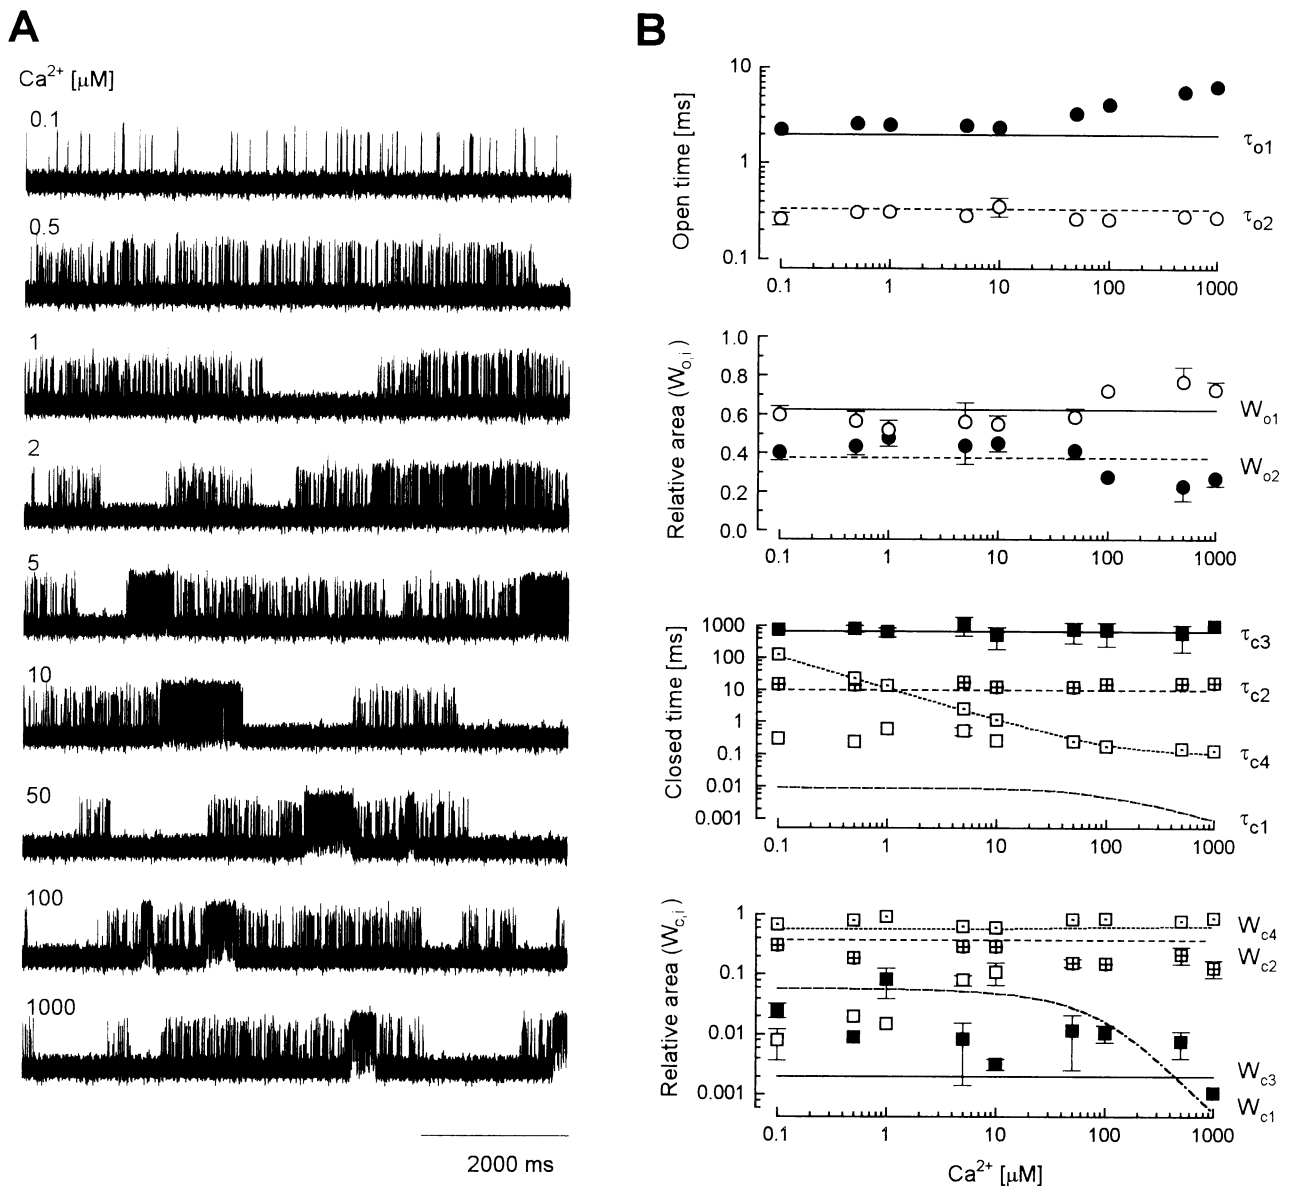 A
Ca²⁺ [µM]
0.1
0.5
1
2
5
10
50
100
1000
2000 ms
B
Open time [ms]
10
1
0.1
τo1
τo2
0.1 1 10 100 1000
Relative area (Wo,i)
1.0
0.8
0.6
0.4
0.2
0.0
Wo1
Wo2
0.1 1 10 100 1000
Closed time [ms]
1000
100
10
1
0.1
0.01
0.001
τc3
τc2
τc4
τc1
0.1 1 10 100 1000
Relative area (Wc,i)
1
0.1
0.01
0.001
Wc4
Wc2
Wc3
Wc1
0.1 1 10 100 1000
Ca²⁺ [µM]